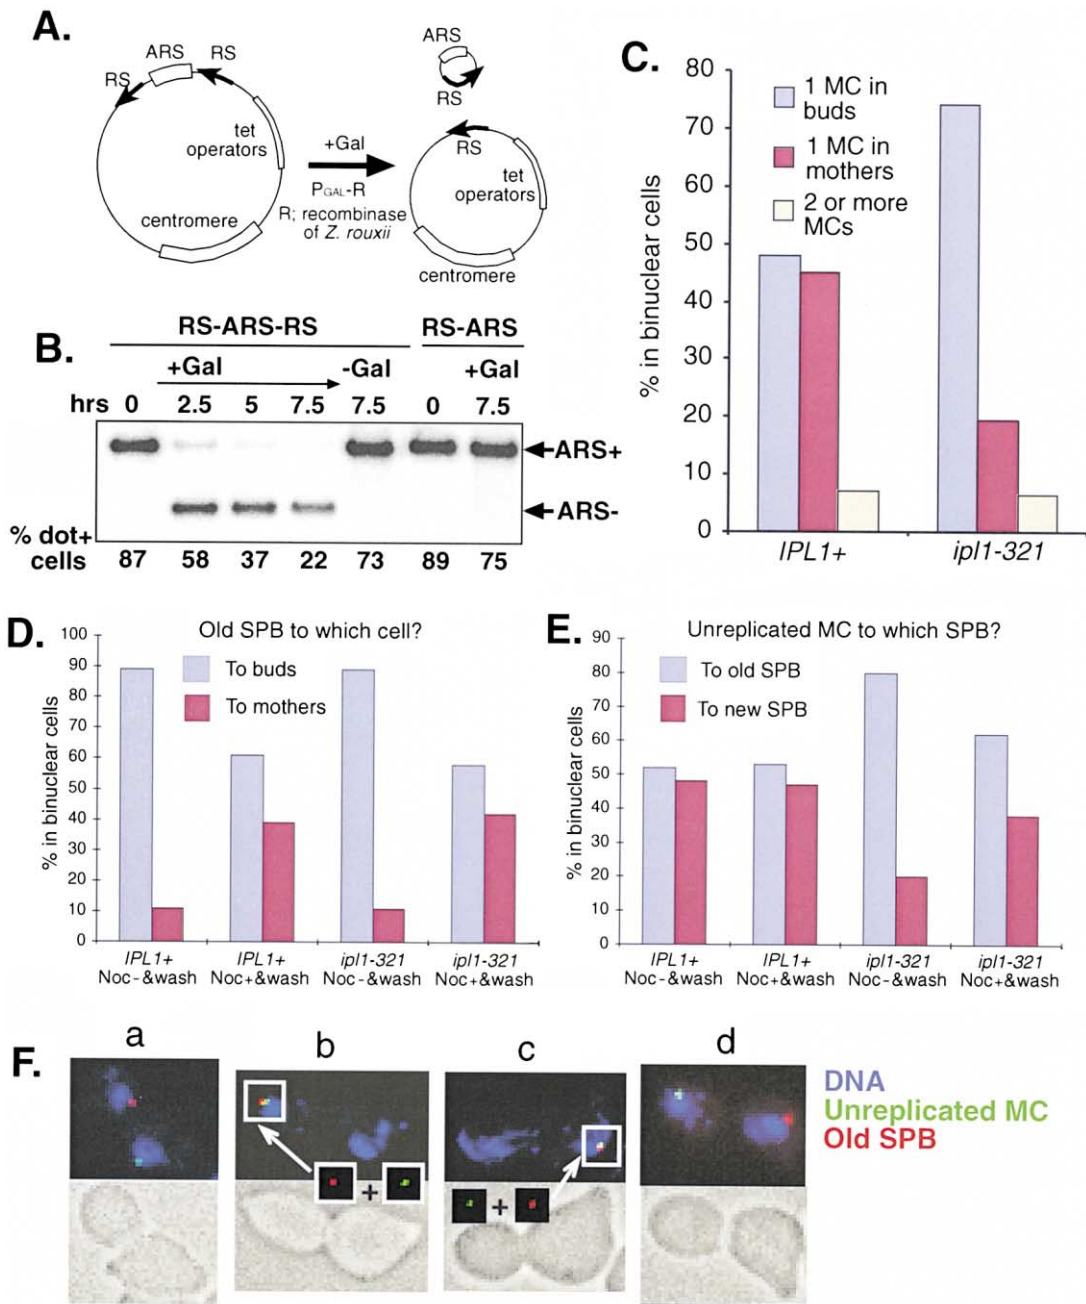 A.
ARS
RS
RS
tet
operators
centromere
+Gal
PGAL-R
R; recombinase
of Z. rouxii
ARS
RS
RS
tet
operators
centromere
B.
RS-ARS-RS
RS-ARS
+Gal
-Gal
+Gal
hrs 0 2.5 5 7.5 7.5 0 7.5
ARS+
ARS-
% dot+
cells 87 58 37 22 73 89 75
C.
1 MC in
buds
1 MC in
mothers
2 or more
MCs
% in binuclear cells
80
70
60
50
40
30
20
10
0
IPL1+
ipl1-321
D.
Old SPB to which cell?
To buds
To mothers
% in binuclear cells
100
90
80
70
60
50
40
30
20
10
0
IPL1+
Noc-&wash
IPL1+
Noc+&wash
ipl1-321
Noc-&wash
ipl1-321
Noc+&wash
E.
Unreplicated MC to which SPB?
To old SPB
To new SPB
% in binuclear cells
90
80
70
60
50
40
30
20
10
0
IPL1+
Noc-&wash
IPL1+
Noc+&wash
ipl1-321
Noc-&wash
ipl1-321
Noc+&wash
F.
a
b
c
d
+
+
DNA
Unreplicated MC
Old SPB